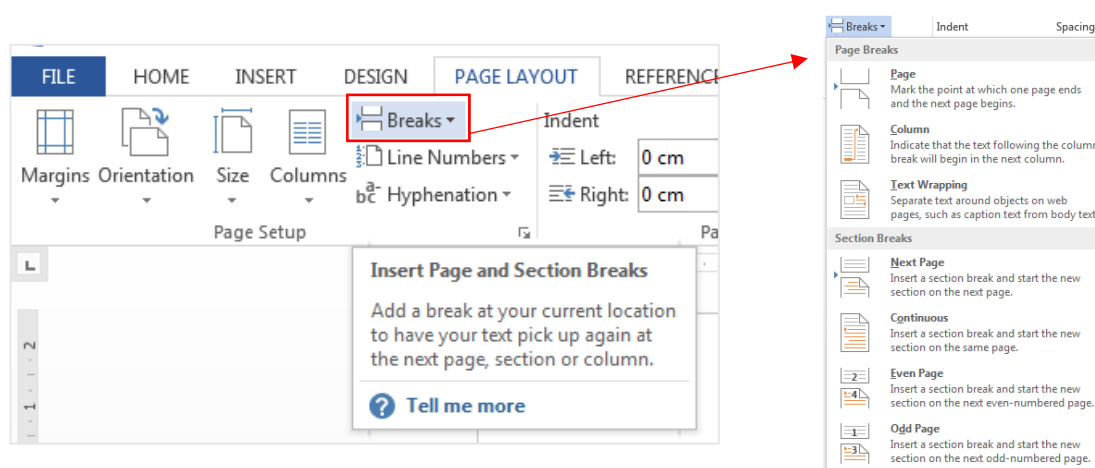 FILE HOME INSERT DESIGN PAGE LAYOUT REFERENCE
Breaks Indent
Line Numbers Left: 0 cm
Margins Orientation Size Columns
Hyphenation Right: 0 cm
Page Setup Pa
L
Insert Page and Section Breaks
Add a break at your current location
to have your text pick up again at
the next page, section or column.
? Tell me more
2
1
Breaks Indent Spacing
Page Breaks
Page
Mark the point at which one page ends
and the next page begins.
Column
Indicate that the text following the column
break will begin in the next column.
Text Wrapping
Separate text around objects on web
pages, such as caption text from body text
Section Breaks
Next Page
Insert a section break and start the new
section on the next page.
Continuous
Insert a section break and start the new
section on the same page.
Even Page
Insert a section break and start the new
section on the next even-numbered page.
Odd Page
Insert a section break and start the new
section on the next odd-numbered page.